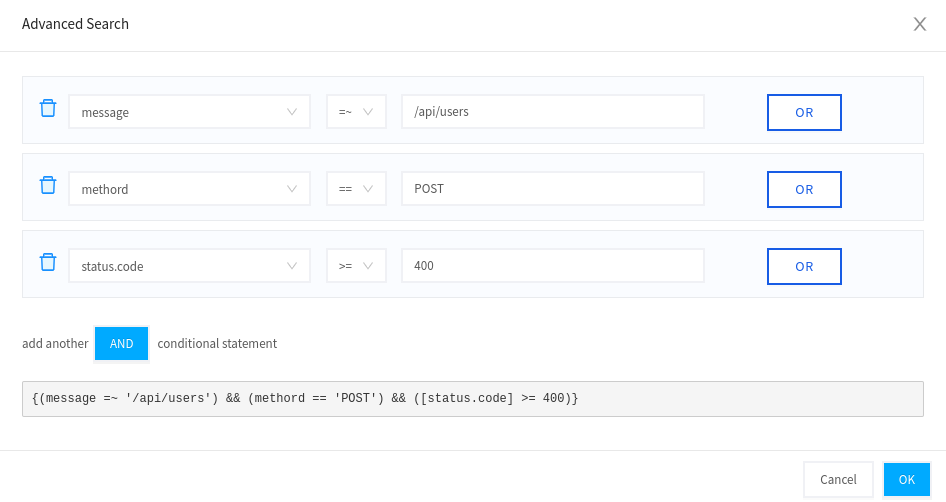 Advanced Search
message =~ /api/users OR
methord == POST OR
status.code >= 400 OR
add another AND conditional statement
{(message =~ '/api/users') && (methord == 'POST') && ([status.code] >= 400)}
Cancel OK